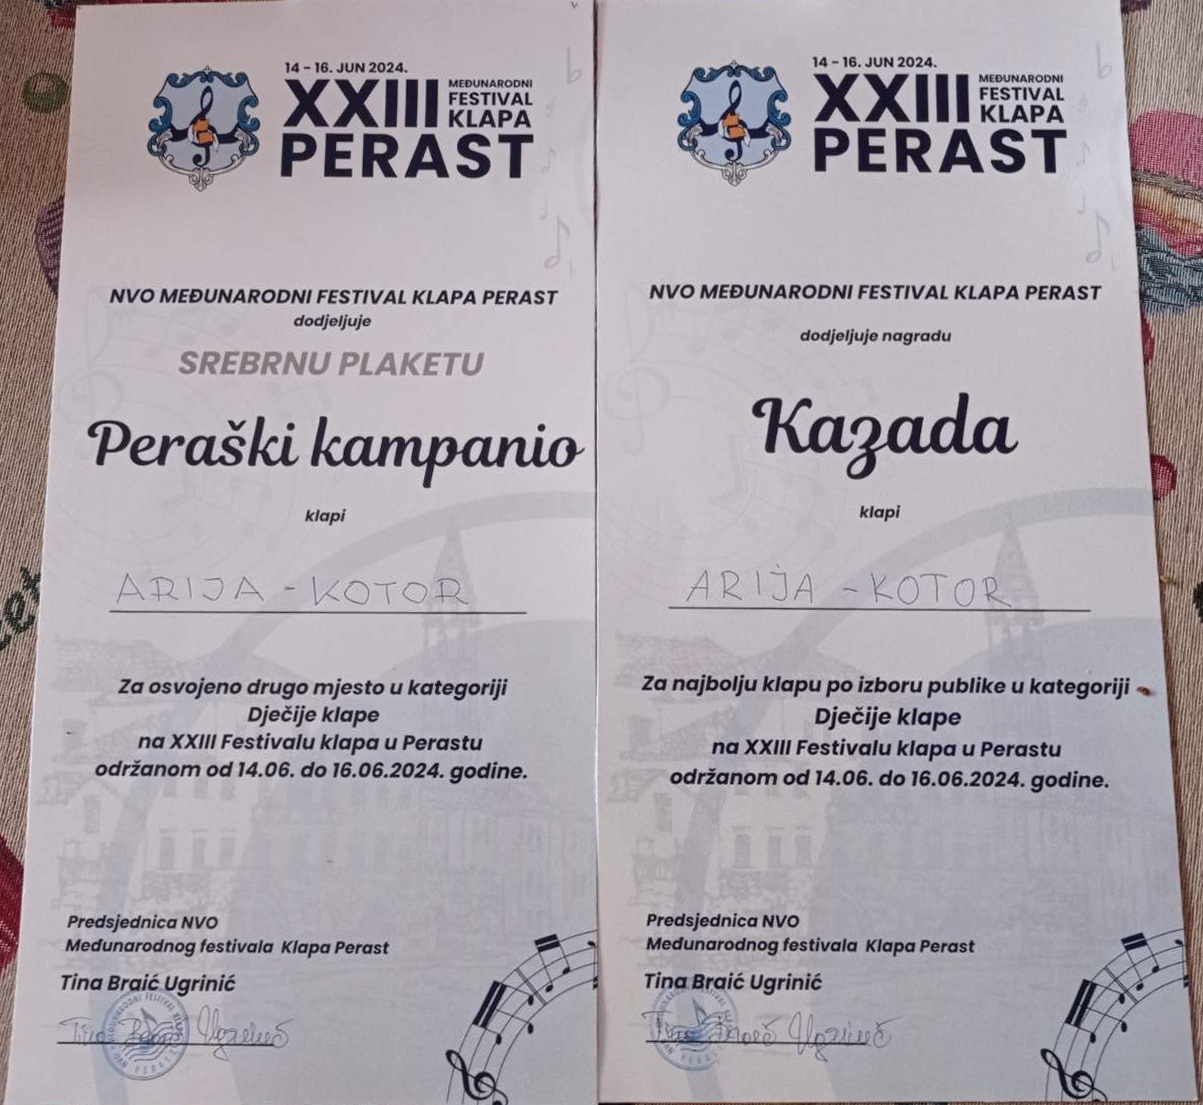 14 - 16. JUN 2024.
XXIII MEĐUNARODNI
FESTIVAL
KLAPA
PERAST
NVO MEĐUNARODNI FESTIVAL KLAPA PERAST
dodjeljuje
SREBRNU PLAKETU
Peraški kampanio
klapi
ARIJA - KOTOR
Za osvojeno drugo mjesto u kategoriji
Dječije klape
na XXIII Festivalu klapa u Perastu
održanom od 14.06. do 16.06.2024. godine.
Predsjednica NVO
Međunarodnog festivala Klapa Perast
Tina Braić Ugrinić
14 - 16. JUN 2024.
XXIII MEĐUNARODNI
FESTIVAL
KLAPA
PERAST
NVO MEĐUNARODNI FESTIVAL KLAPA PERAST
dodjeljuje nagradu
Kazada
klapi
ARIJA - KOTOR
Za najbolju klapu po izboru publike u kategoriji
Dječije klape
na XXIII Festivalu klapa u Perastu
održanom od 14.06. do 16.06.2024. godine.
Predsjednica NVO
Međunarodnog festivala Klapa Perast
Tina Braić Ugrinić